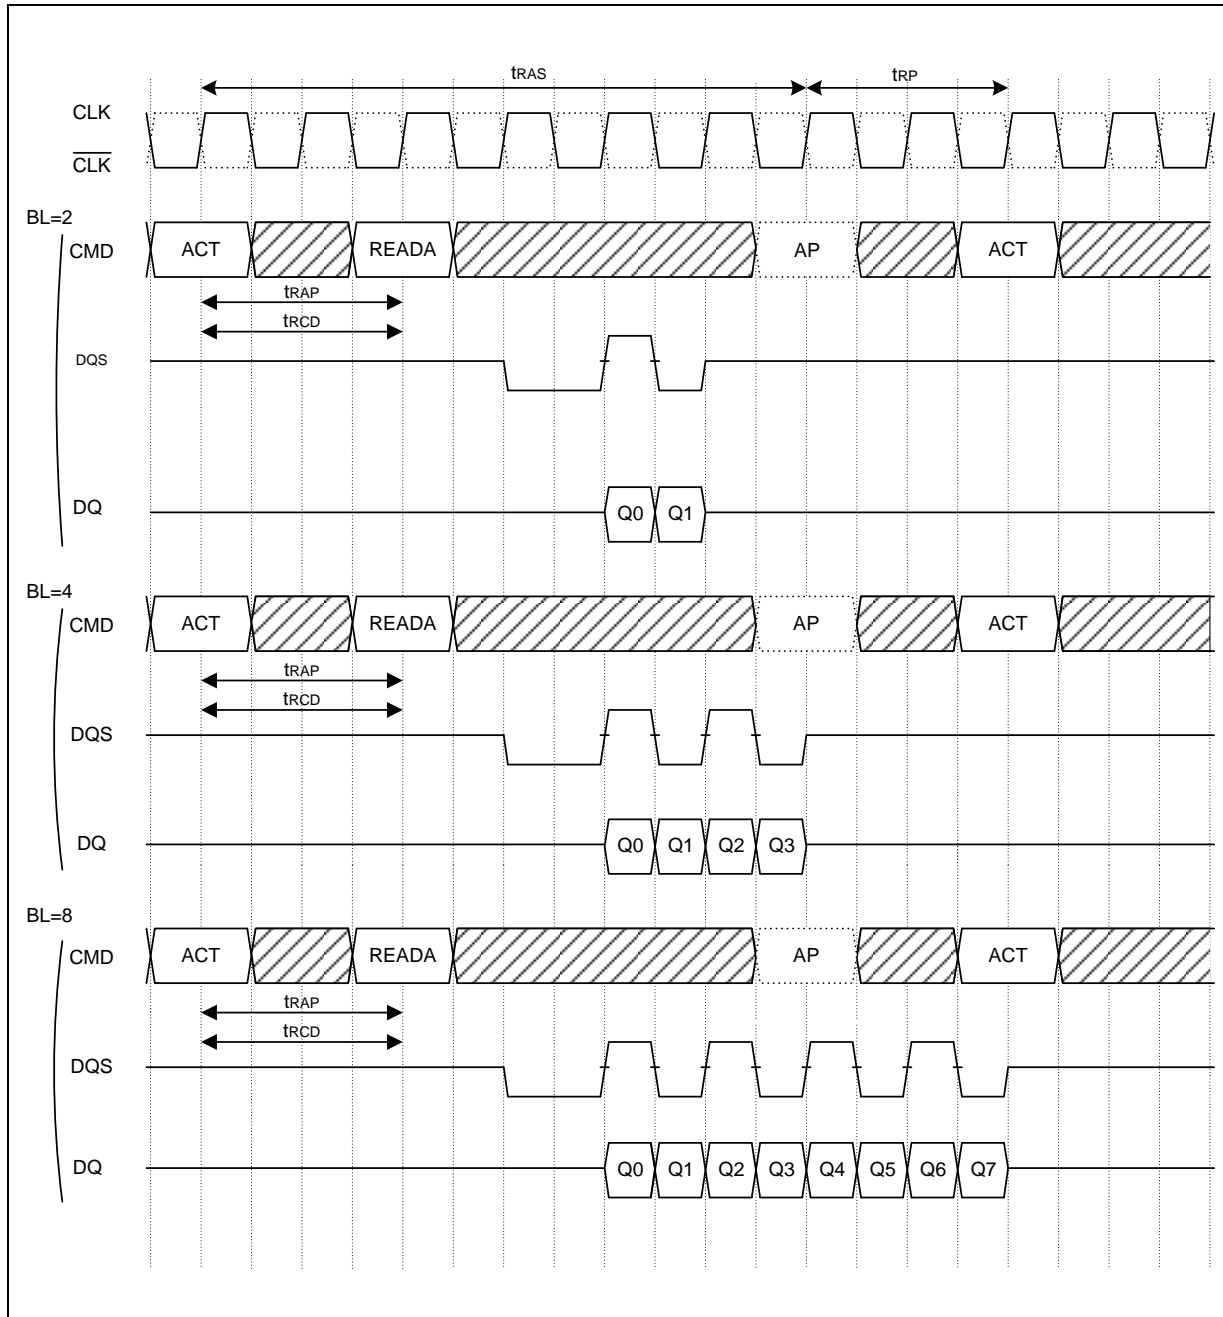 tRAS tRP
CLK
CLK
BL=2
CMD ACT READA AP ACT
tRAP
tRCD
DQS
DQ Q0 Q1
BL=4
CMD ACT READA AP ACT
tRAP
tRCD
DQS
DQ Q0 Q1 Q2 Q3
BL=8
CMD ACT READA AP ACT
tRAP
tRCD
DQS
DQ Q0 Q1 Q2 Q3 Q4 Q5 Q6 Q7